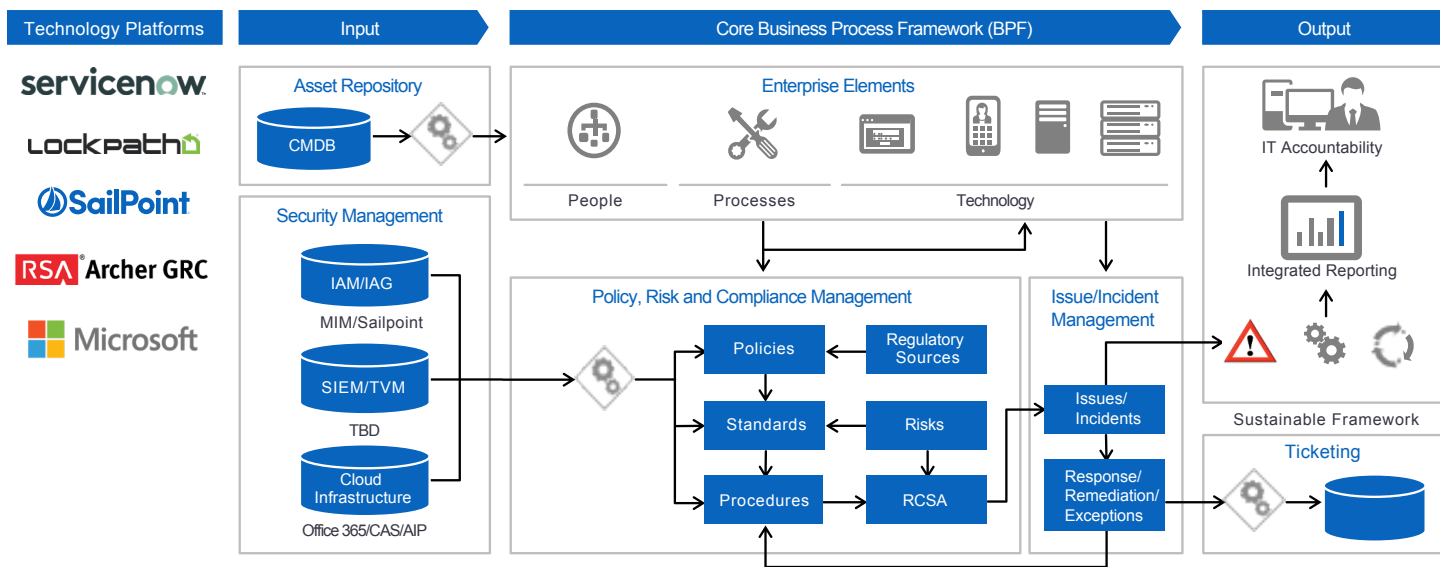 Technology Platforms
Input
Core Business Process Framework (BPF)
Output
servicenow
LOCKPATH
SailPoint
RSA Archer GRC
Microsoft
Asset Repository
CMDB
Security Management
IAM/IAG
MIM/Sailpoint
SIEM/TVM
TBD
Cloud
Infrastructure
Office 365/CAS/AIP
Enterprise Elements
People
Processes
Technology
Policy, Risk and Compliance Management
Policies
Regulatory
Sources
Standards
Risks
Procedures
RCSA
Issue/Incident
Management
Issues/
Incidents
Response/
Remediation/
Exceptions
IT Accountability
Integrated Reporting
Sustainable Framework
Ticketing